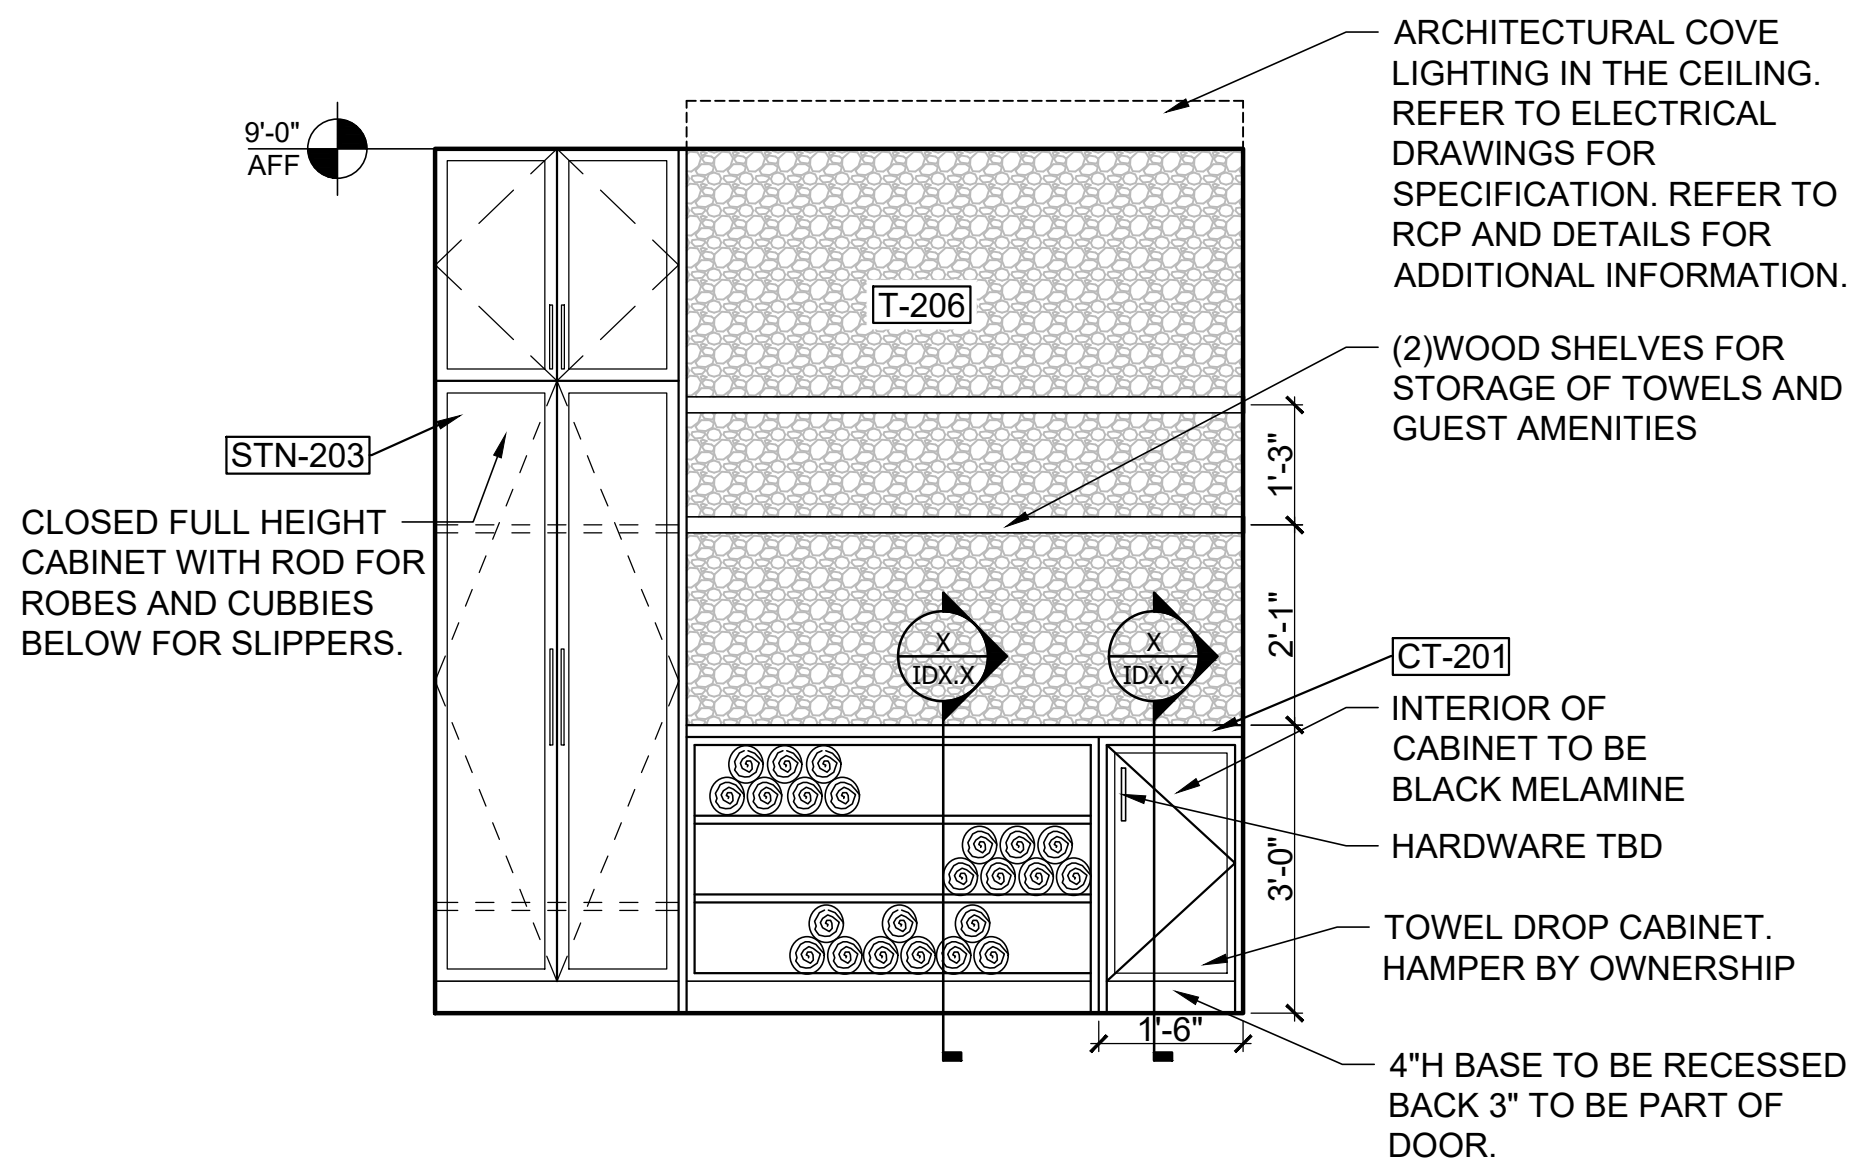 ARCHITECTURAL COVE
LIGHTING IN THE CEILING.
REFER TO ELECTRICAL
DRAWINGS FOR
SPECIFICATION. REFER TO
RCP AND DETAILS FOR
ADDITIONAL INFORMATION.
9'-0"
AFF
T-206
(2)WOOD SHELVES FOR
STORAGE OF TOWELS AND
GUEST AMENITIES
STN-203
1'-3"
CLOSED FULL HEIGHT
CABINET WITH ROD FOR
ROBES AND CUBBIES
BELOW FOR SLIPPERS.
2'-1"
X
IDX.X
X
IDX.X
CT-201
INTERIOR OF
CABINET TO BE
BLACK MELAMINE
HARDWARE TBD
3'-0"
TOWEL DROP CABINET.
HAMPER BY OWNERSHIP
1'-6"
4"H BASE TO BE RECESSED
BACK 3" TO BE PART OF
DOOR.